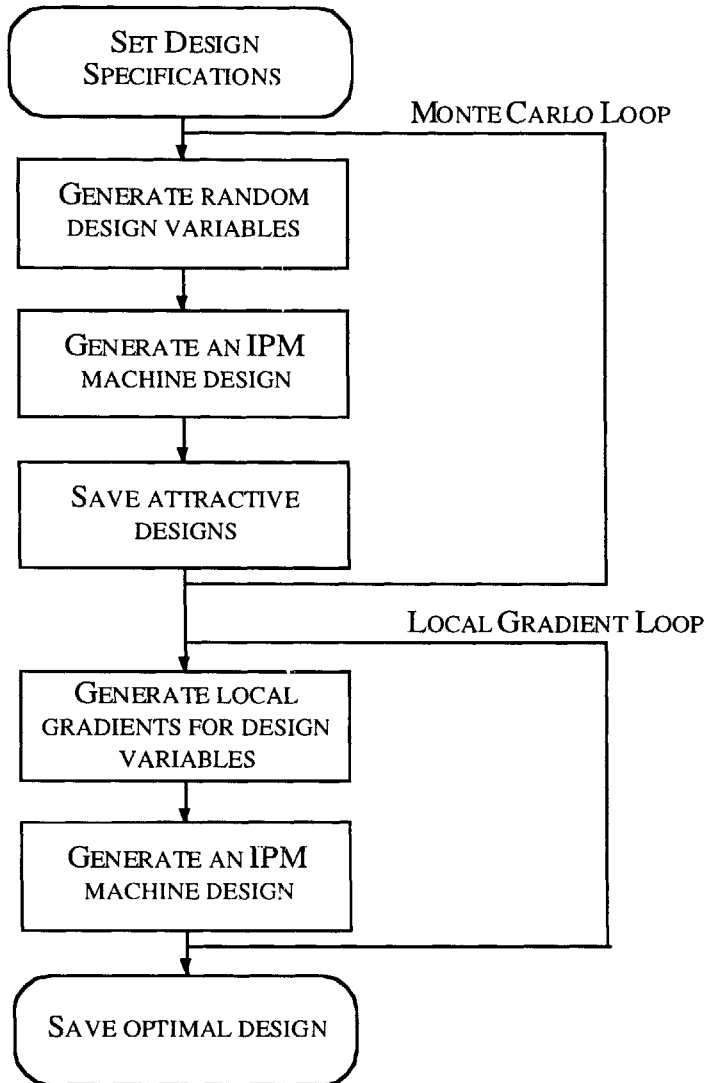 SET DESIGN
SPECIFICATIONS
MONTE CARLO LOOP
GENERATE RANDOM
DESIGN VARIABLES
GENERATE AN IPM
MACHINE DESIGN
SAVE ATTRACTIVE
DESIGNS
LOCAL GRADIENT LOOP
GENERATE LOCAL
GRADIENTS FOR DESIGN
VARIABLES
GENERATE AN IPM
MACHINE DESIGN
SAVE OPTIMAL DESIGN